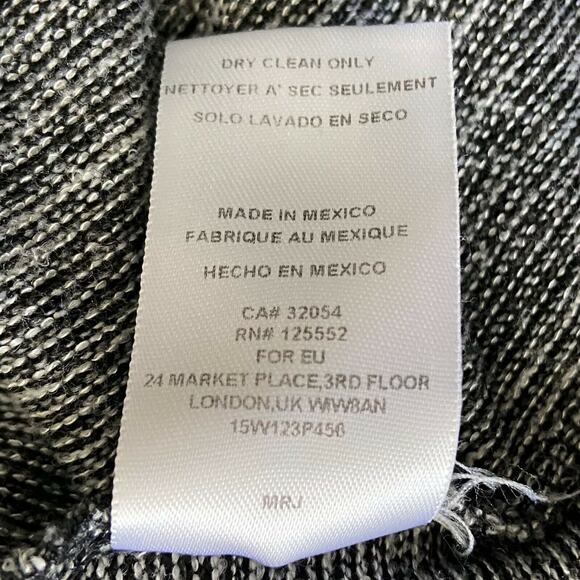 DRY CLEAN ONLY
NETTOYER A' SEC SEULEMENT
SOLO LAVADO EN SECO
MADE IN MEXICO
FABRIQUE AU MEXIQUE
HECHO EN MEXICO
CA# 32054
RN# 125552
FOR EU
24 MARKET PLACE,3RD FLOOR
LONDON,UK WIW8AN
15W123P456
MRJ